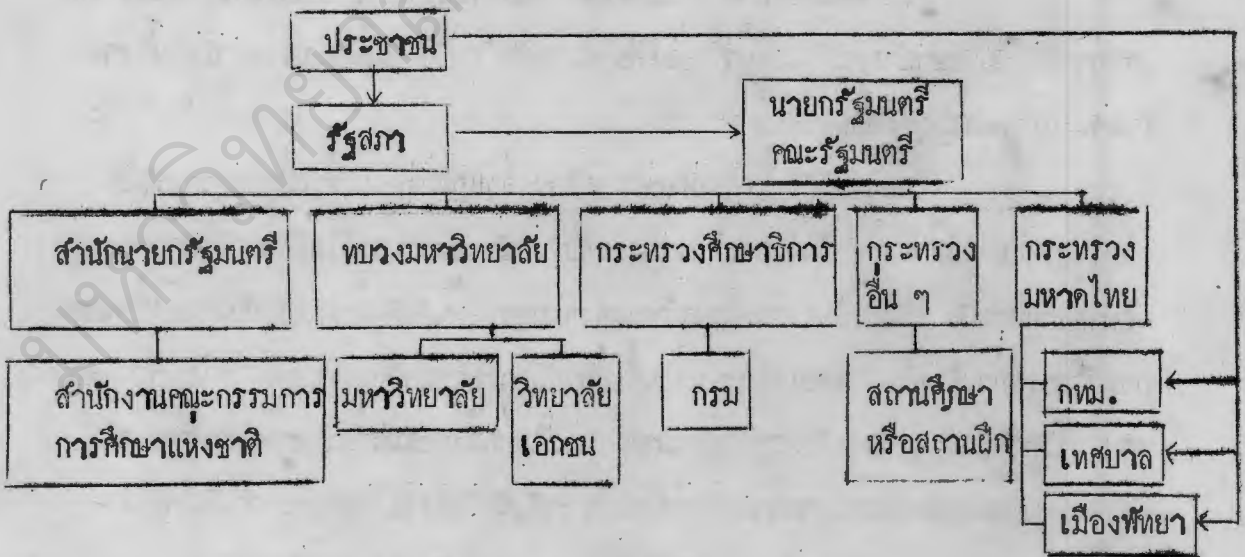 ประชาชน
รัฐสภา
นายกรัฐมนตรี
คณะรัฐมนตรี
สำนักนายกรัฐมนตรี
ทบวงมหาวิทยาลัย
กระทรวงศึกษาธิการ
กระทรวง
อื่น ๆ
กระทรวง
มหาดไทย
สำนักงานคณะกรรมการ
การศึกษาแห่งชาติ
มหาวิทยาลัย
วิทยาลัย
เอกชน
กรม
สถานศึกษา
หรือสถานฝึก
กทม.
เทศบาล
เมืองพัทยา